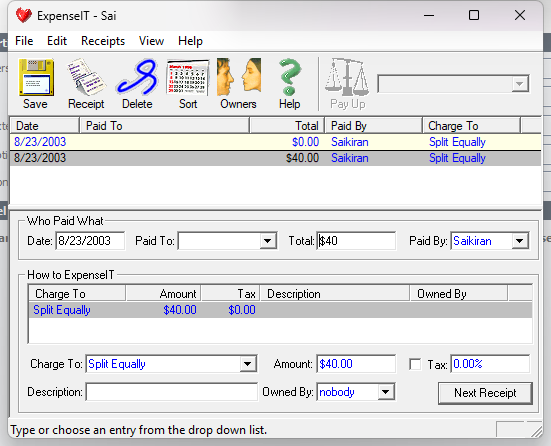 ExpenseIT - Sai
File Edit Receipts View Help
Save Receipt Delete Sort Owners Help Pay Up
Date Paid To Total Paid By Charge To
8/23/2003 $0.00 Saikiran Split Equally
8/23/2003 $40.00 Saikiran Split Equally
Who Paid What
Date: 8/23/2003 Paid To: Total: $40 Paid By: Saikiran
How to ExpenseIT
Charge To Amount Tax Description Owned By
Split Equally $40.00 $0.00
Charge To: Split Equally Amount: $40.00 Tax: 0.00%
Description: Owned By: nobody Next Receipt
Type or choose an entry from the drop down list.